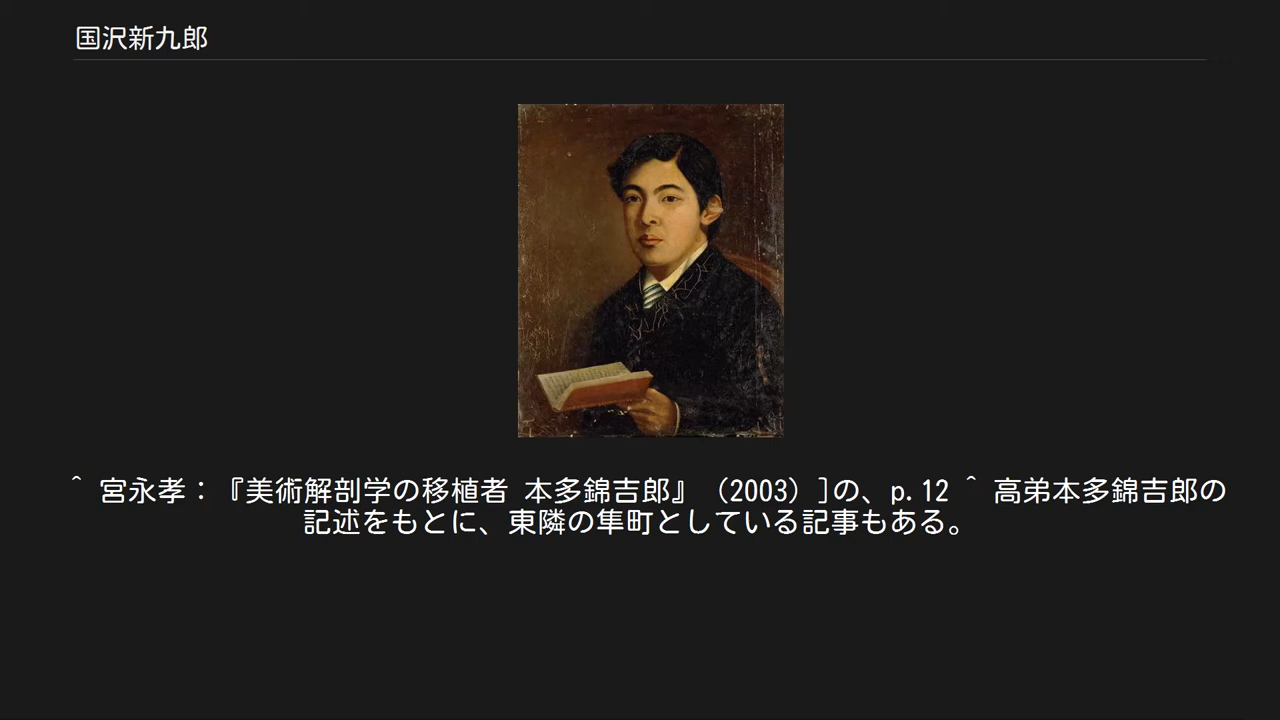 国沢新九郎
^ 宮永孝：『美術解剖学の移植者 本多錦吉郎』（2003）]の、p.12 ^ 高弟本多錦吉郎の
記述をもとに、東隣の隼町としている記事もある。